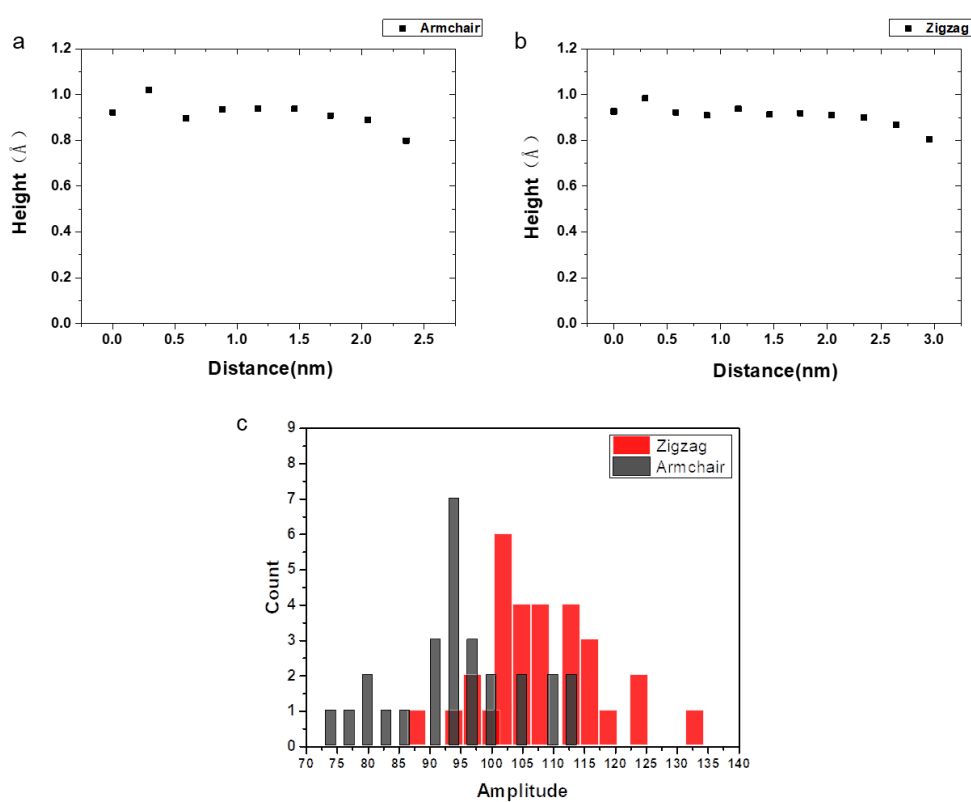 a
Armchair
1.2
1.0
0.8
0.6
0.4
0.2
0.0
Height (Å)
0.0 0.5 1.0 1.5 2.0 2.5
Distance(nm)
b
Zigzag
1.2
1.0
0.8
0.6
0.4
0.2
0.0
Height (Å)
0.0 0.5 1.0 1.5 2.0 2.5 3.0
Distance(nm)
c
Zigzag
Armchair
9
8
7
6
5
4
3
2
1
0
Count
70 75 80 85 90 95 100 105 110 115 120 125 130 135 140
Amplitude